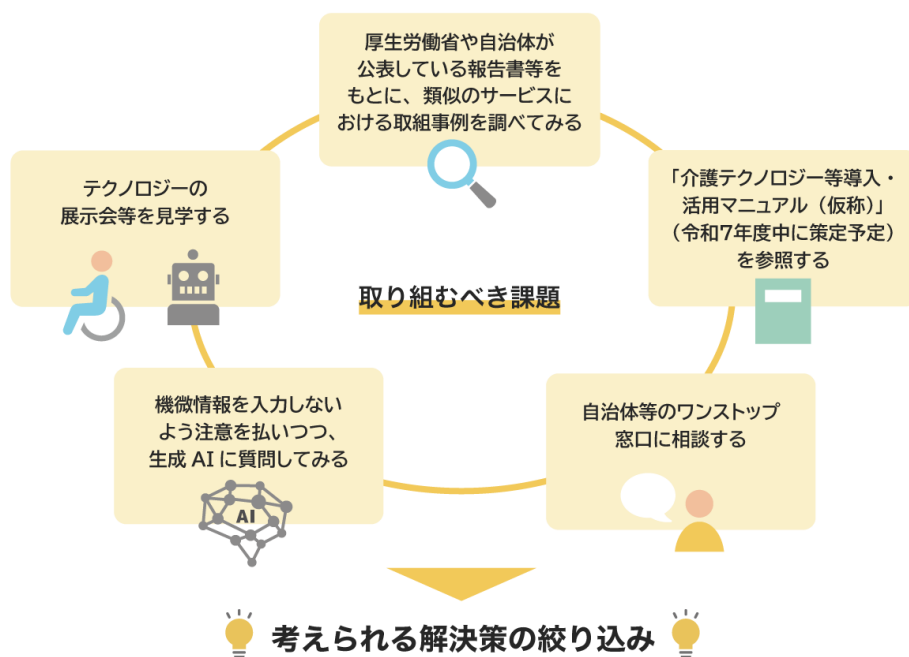 厚生労働省や自治体が
公表している報告書等を
もとに、類似のサービスに
おける取組事例を調べてみる
テクノロジーの
展示会等を見学する
「介護テクノロジー等導入・
活用マニュアル（仮称）」
（令和7年度中に策定予定）
を参照する
取り組むべき課題
機微情報を入力しない
よう注意を払いつつ、
生成 AI に質問してみる
AI
自治体等のワンストップ
窓口に相談する
考えられる解決策の絞り込み